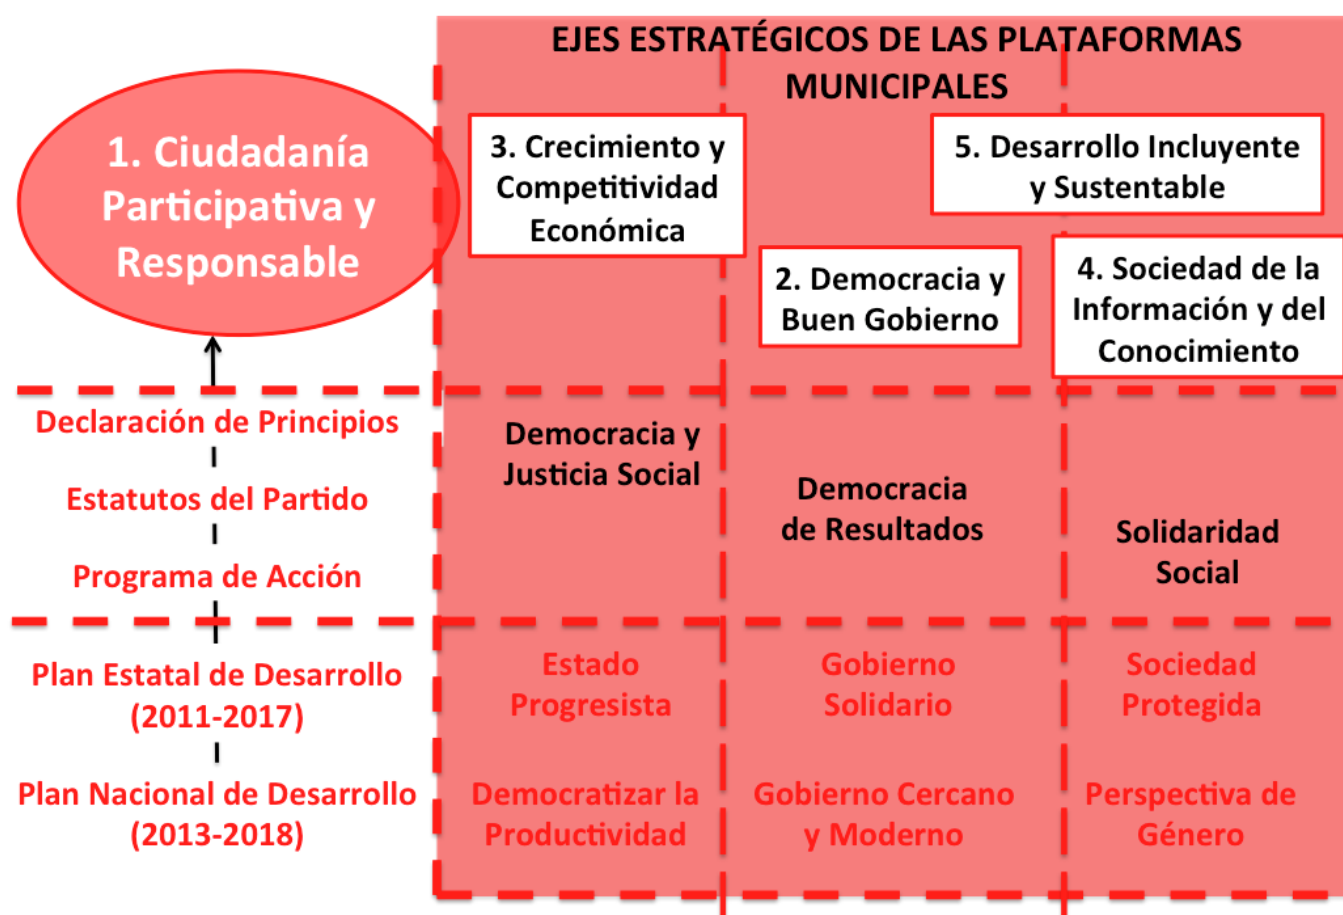 EJES ESTRATÉGICOS DE LAS PLATAFORMAS
MUNICIPALES
1. Ciudadanía
Participativa y
Responsable
3. Crecimiento y
Competitividad
Económica
5. Desarrollo Incluyente
y Sustentable
2. Democracia y
Buen Gobierno
4. Sociedad de la
Información y del
Conocimiento
Declaración de Principios
Estatutos del Partido
Programa de Acción
Democracia y
Justicia Social
Democracia
de Resultados
Solidaridad
Social
Plan Estatal de Desarrollo
(2011-2017)
Estado
Progresista
Gobierno
Solidario
Sociedad
Protegida
Plan Nacional de Desarrollo
(2013-2018)
Democratizar la
Productividad
Gobierno Cercano
y Moderno
Perspectiva de
Género